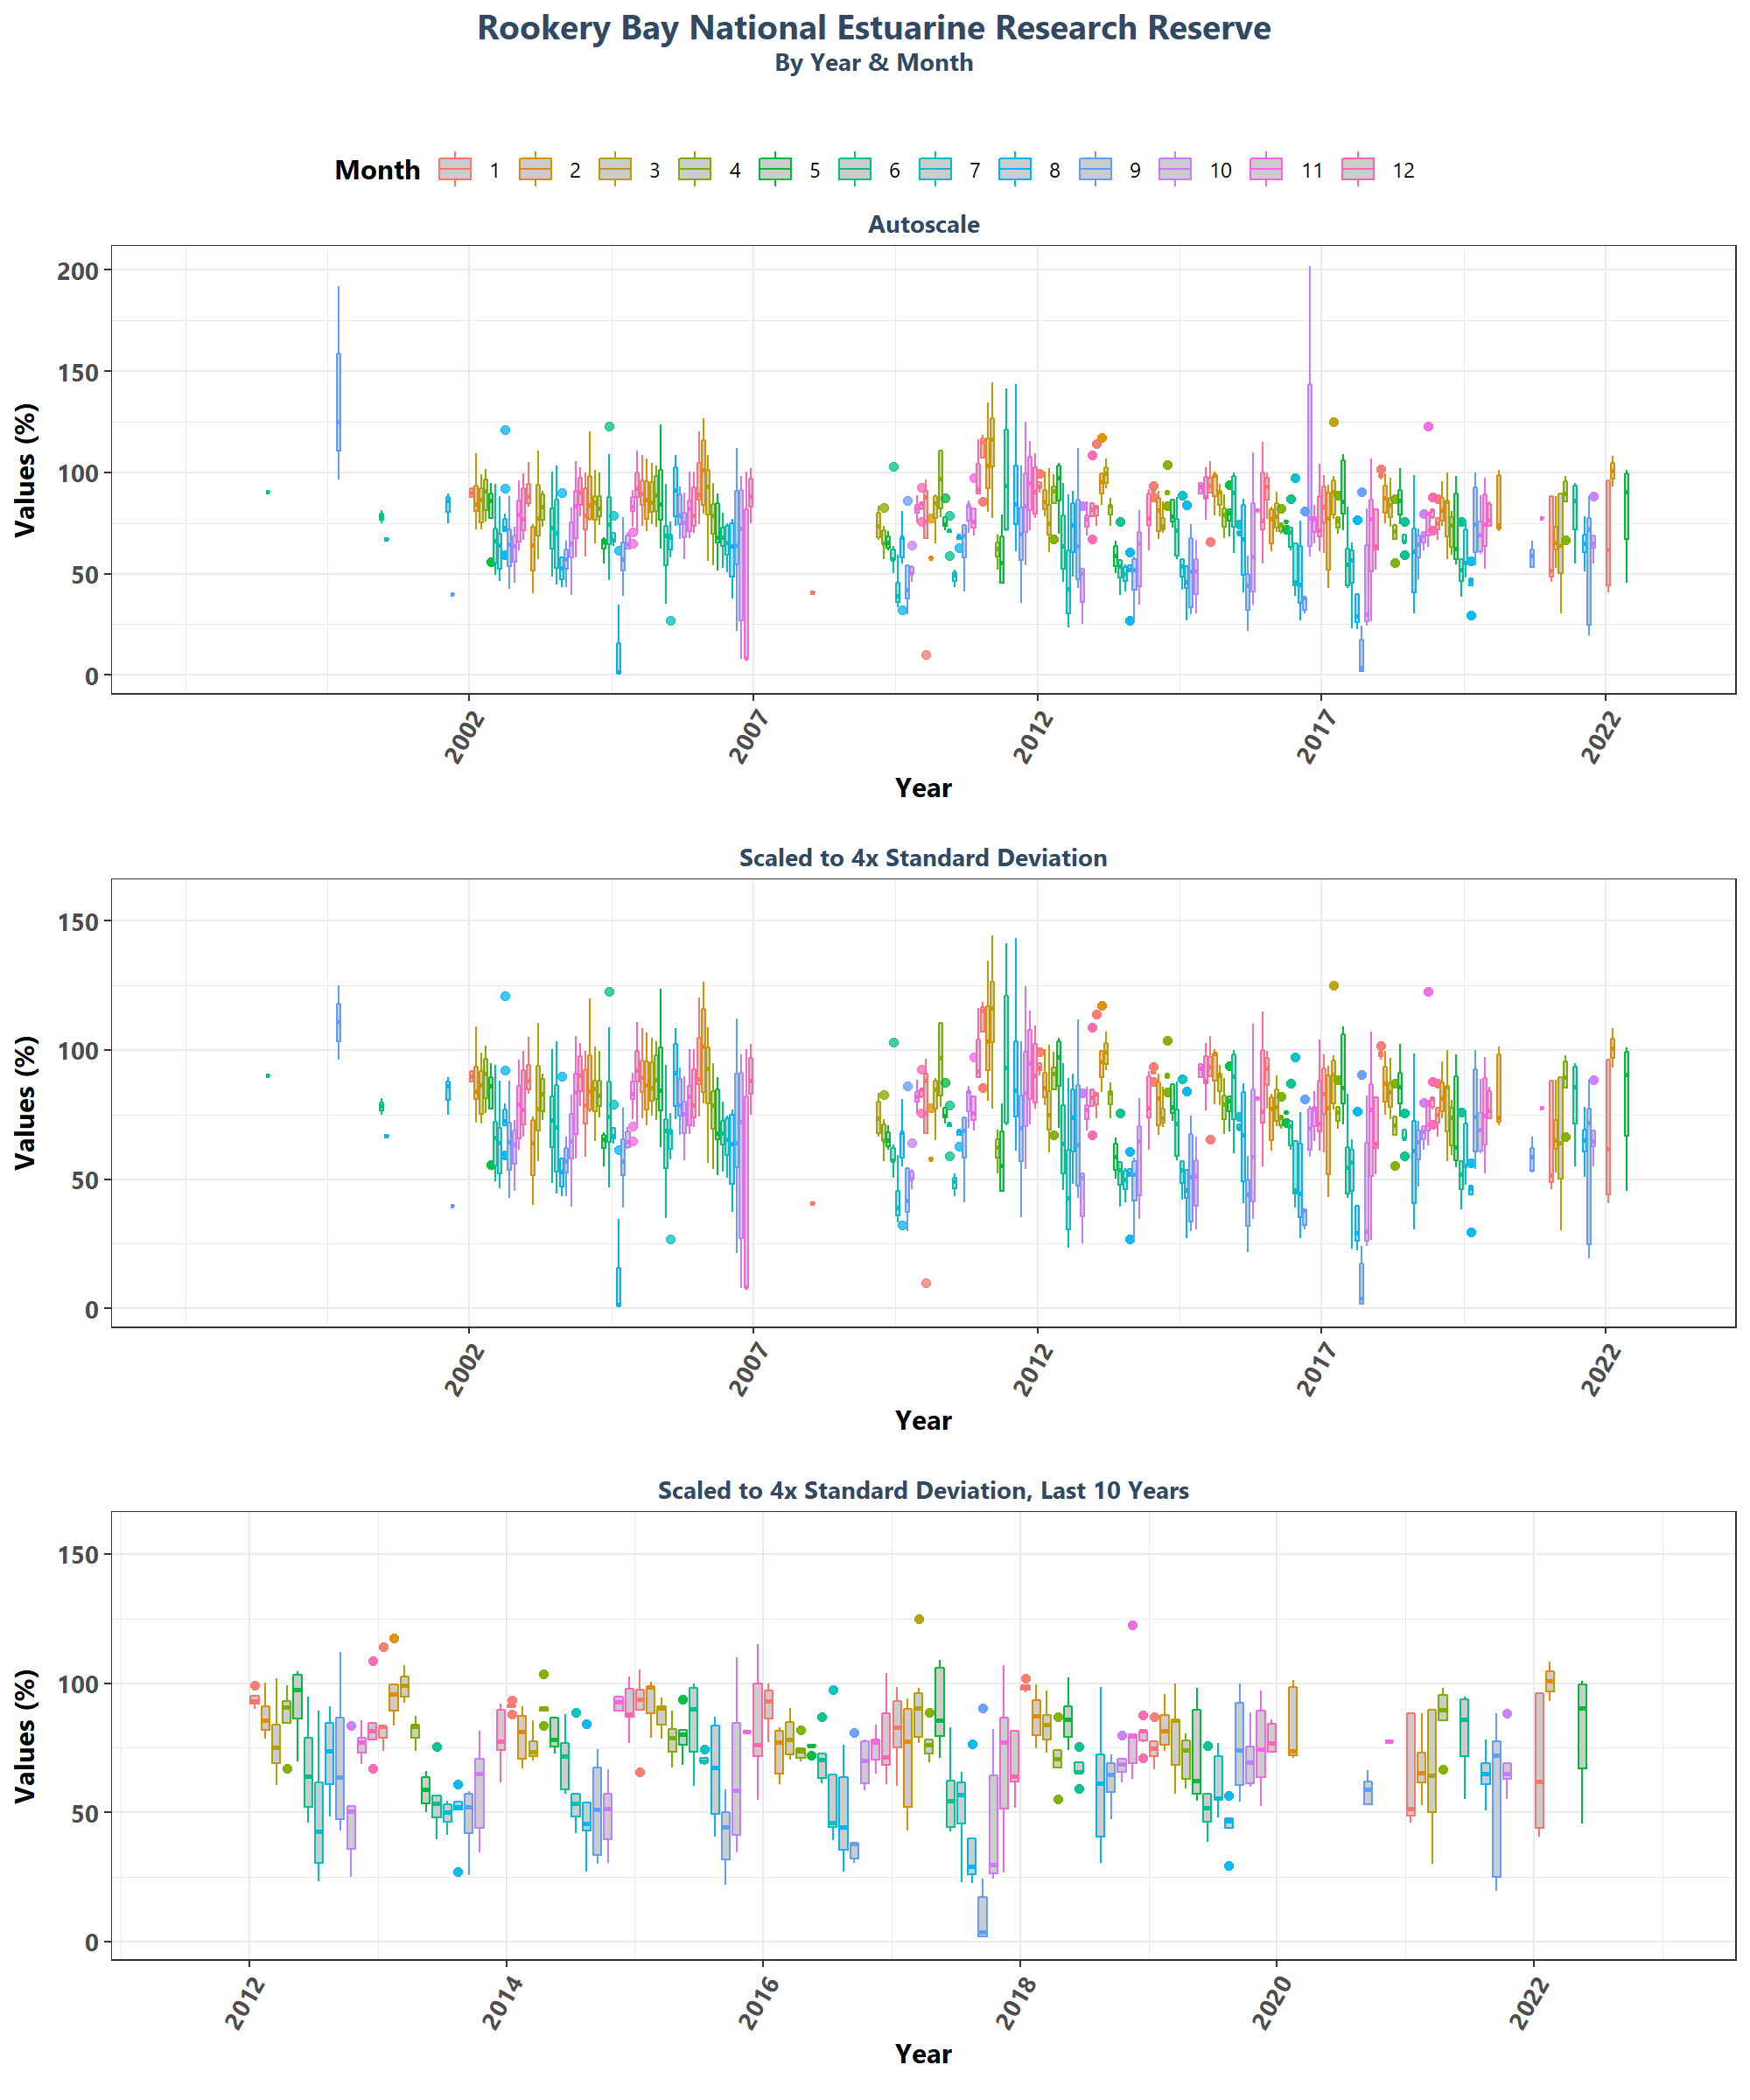 Rookery Bay National Estuarine Research Reserve
By Year & Month
Month 1 2 3 4 5 6 7 8 9 10 11 12
Autoscale
Values (%)
200
150
100
50
0
2002 2007 2012 2017 2022
Year
Scaled to 4x Standard Deviation
Values (%)
150
100
50
0
2002 2007 2012 2017 2022
Year
Scaled to 4x Standard Deviation, Last 10 Years
Values (%)
150
100
50
0
2012 2014 2016 2018 2020 2022
Year